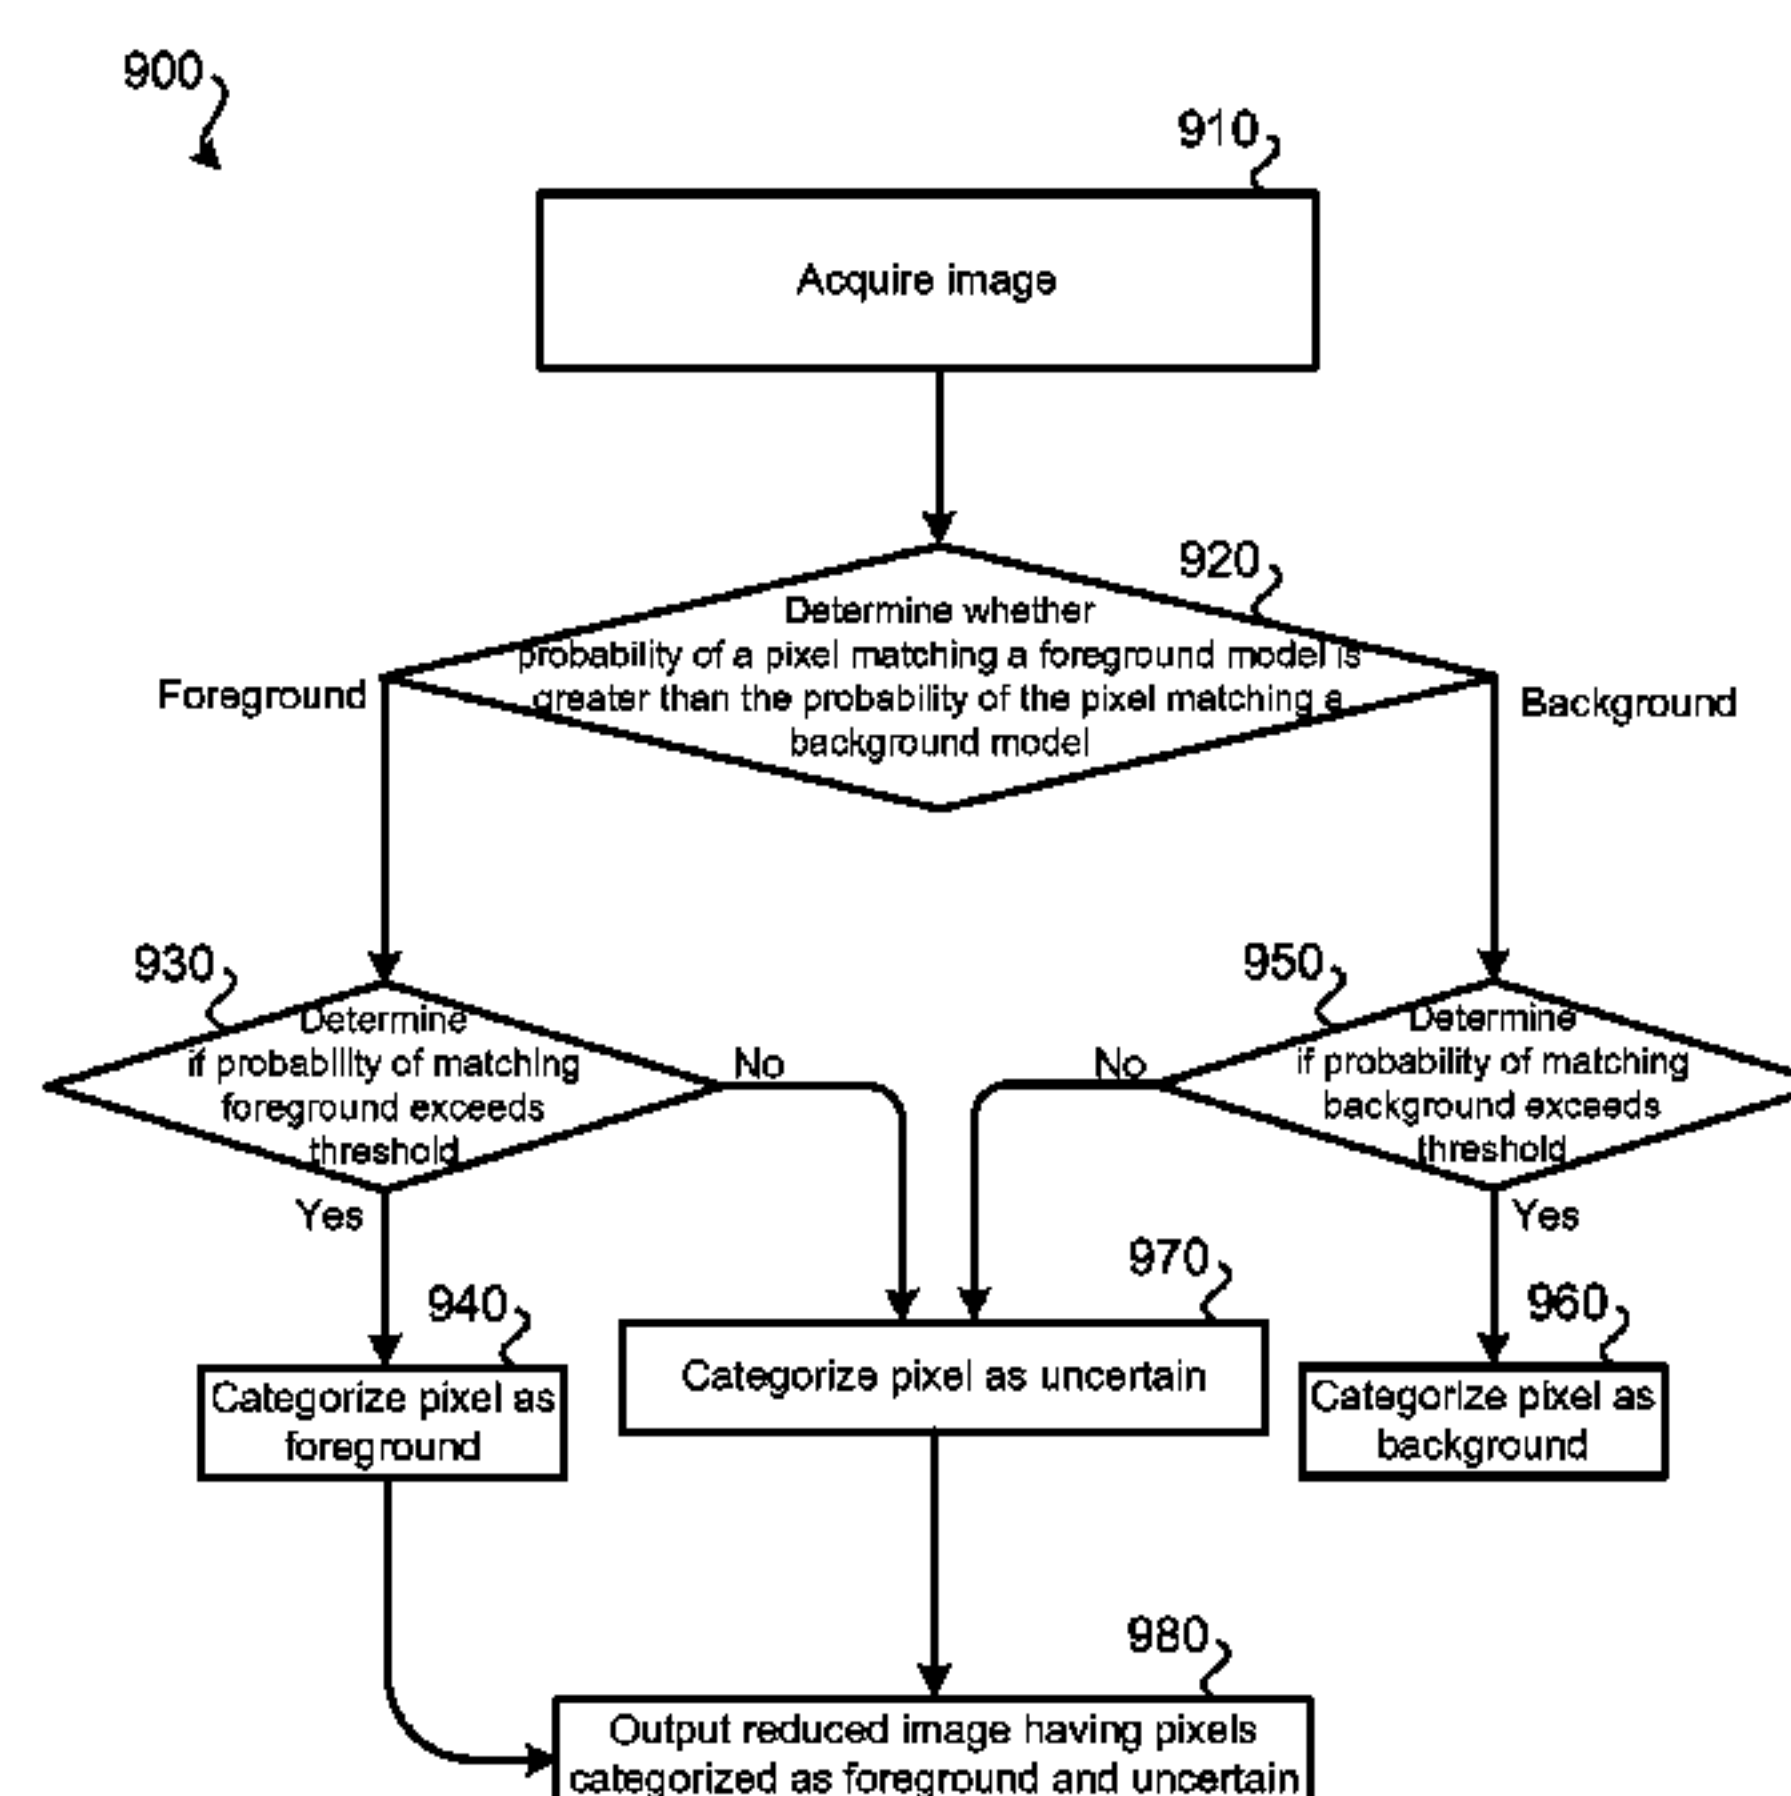 900
910
Acquire image
920
Determine whether
probability of a pixel matching a foreground model is
greater than the probability of the pixel matching a
background model
Foreground
Background
930
Determine
if probability of matching
foreground exceeds
threshold
No
Yes
950
Determine
if probability of matching
background exceeds
threshold
No
Yes
940
Categorize pixel as
foreground
970
Categorize pixel as uncertain
960
Categorize pixel as
background
980
Output reduced image having pixels
categorized as foreground and uncertain